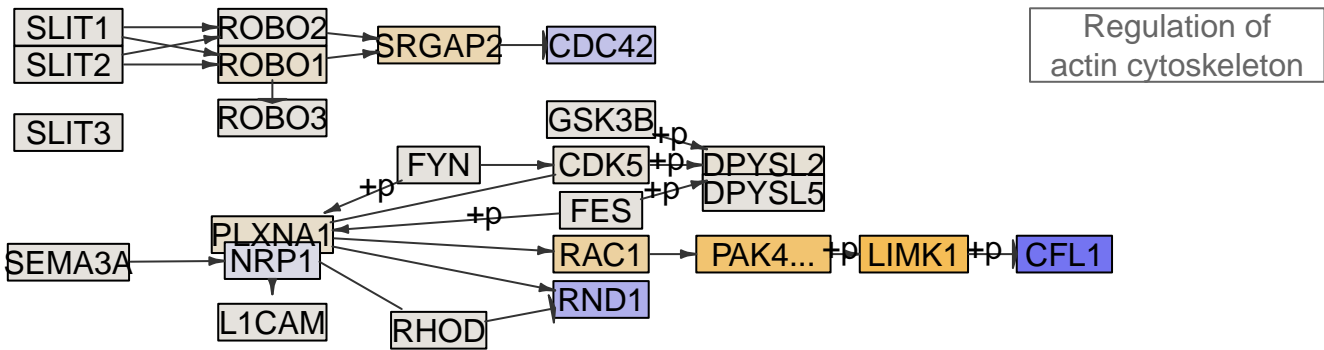 SLIT1
ROBO2
SRGAP2
CDC42
Regulation of
actin cytoskeleton
SLIT2
ROBO1
SLIT3
ROBO3
GSK3B
+p
FYN
CDK5
+p
DPYSL2
+p
+p
DPYSL5
FES
+p
PLXNA1
SEMA3A
NRP1
RAC1
PAK4...
+p
LIMK1
+p
CFL1
RND1
L1CAM
RHOD